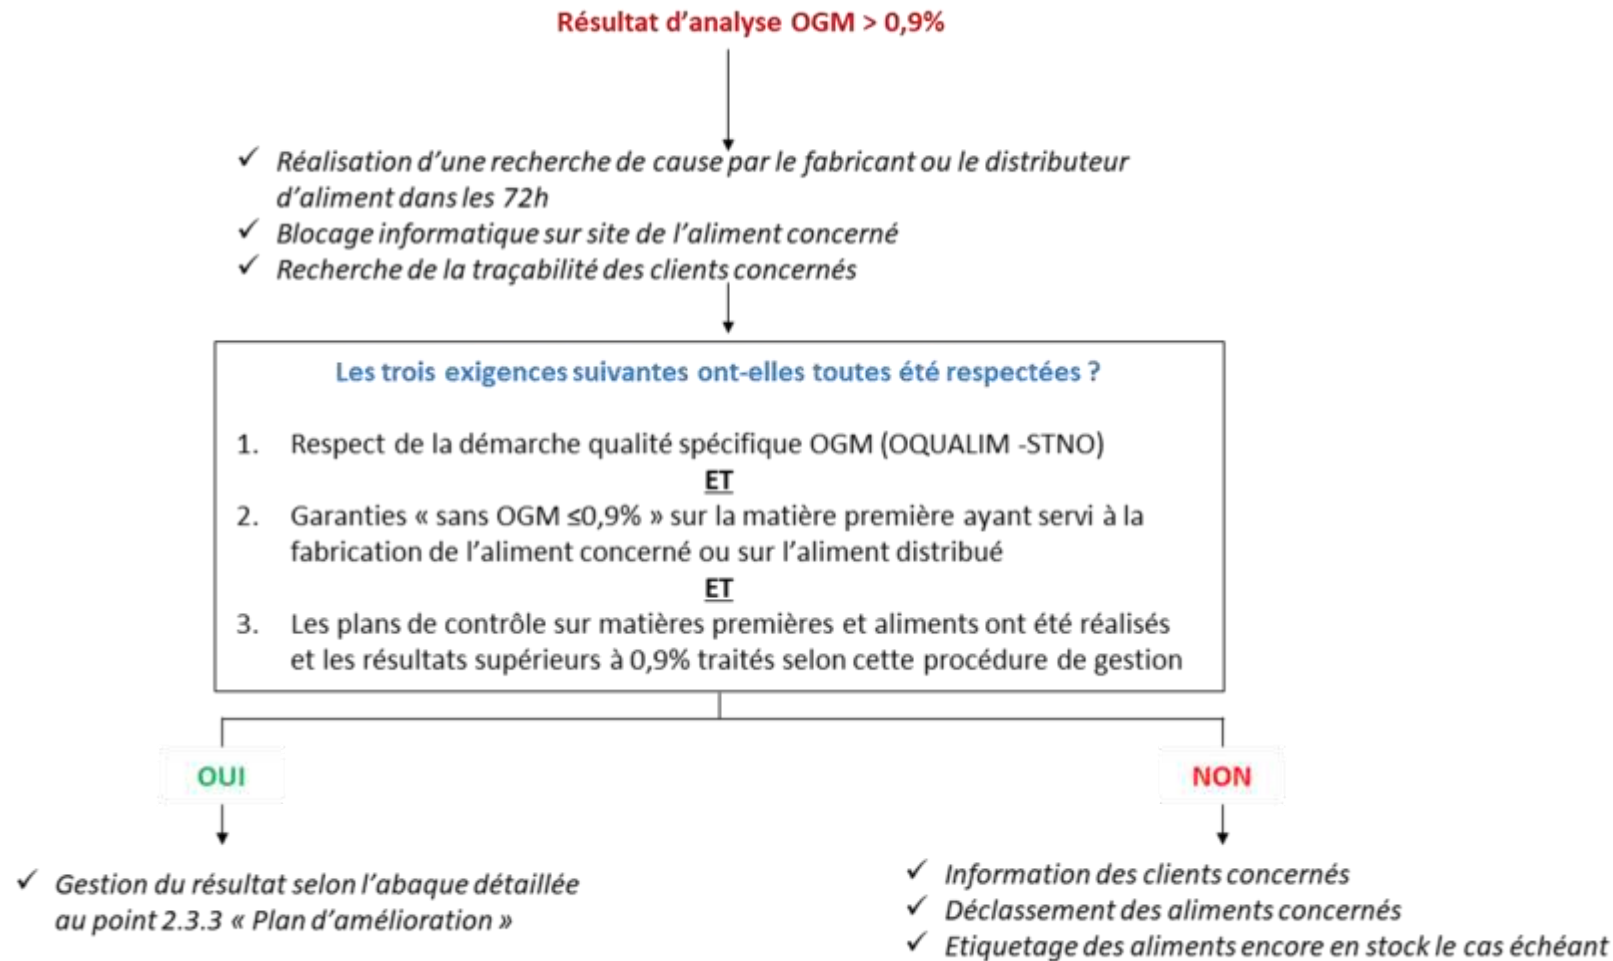 Résultat d'analyse OGM > 0,9%
✓ Réalisation d'une recherche de cause par le fabricant ou le distributeur
d'aliment dans les 72h
✓ Blocage informatique sur site de l'aliment concerné
✓ Recherche de la traçabilité des clients concernés
Les trois exigences suivantes ont-elles toutes été respectées ?
1. Respect de la démarche qualité spécifique OGM (OQUALIM -STNO)
ET
2. Garanties « sans OGM ≤0,9% » sur la matière première ayant servi à la
fabrication de l'aliment concerné ou sur l'aliment distribué
ET
3. Les plans de contrôle sur matières premières et aliments ont été réalisés
et les résultats supérieurs à 0,9% traités selon cette procédure de gestion
OUI
NON
✓ Gestion du résultat selon l'abaque détaillée
au point 2.3.3 « Plan d'amélioration »
✓ Information des clients concernés
✓ Déclassement des aliments concernés
✓ Etiquetage des aliments encore en stock le cas échéant